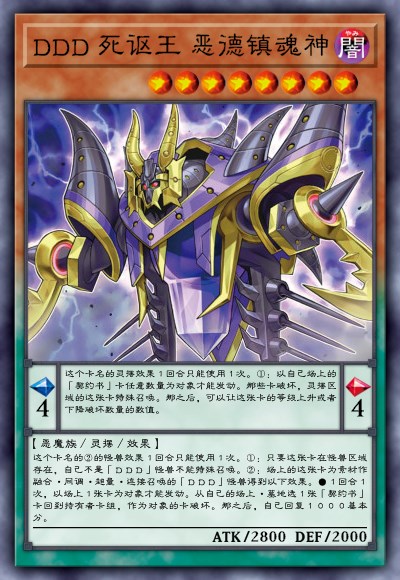 DDD 死讴王 恶德镇魂神
やみ
闇
这个卡名的灵摆效果1回合只能使用1次。①：以自己场上的
「契约书」卡任意数量为对象才能发动。那些卡破坏，灵摆区
域的这张卡特殊召唤。那之后，可以让这张卡的等级上升或者
下降破坏数量的数值。
4
4
【恶魔族／灵摆／效果】
这个卡名的②的怪兽效果1回合只能使用1次。①：只要这张卡在怪兽区域
存在，自己不是「DDD」怪兽不能特殊召唤。②：场上的这张卡为素材作
融合·同调·超量·连接召唤的「DDD」怪兽得到以下效果。●1回合1
次，以场上1张卡为对象才能发动。从自己的场上·墓地选1张「契约书」
卡回到持有者卡组，作为对象的卡破坏。那之后，自己回复1000基本
分。
ATK/2800 DEF/2000